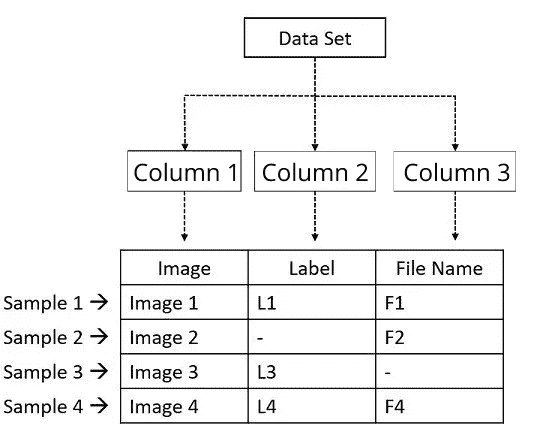 Data Set
Column 1 Column 2 Column 3
Image Label File Name
Sample 1 → Image 1 L1 F1
Sample 2 → Image 2 - F2
Sample 3 → Image 3 L3 -
Sample 4 → Image 4 L4 F4